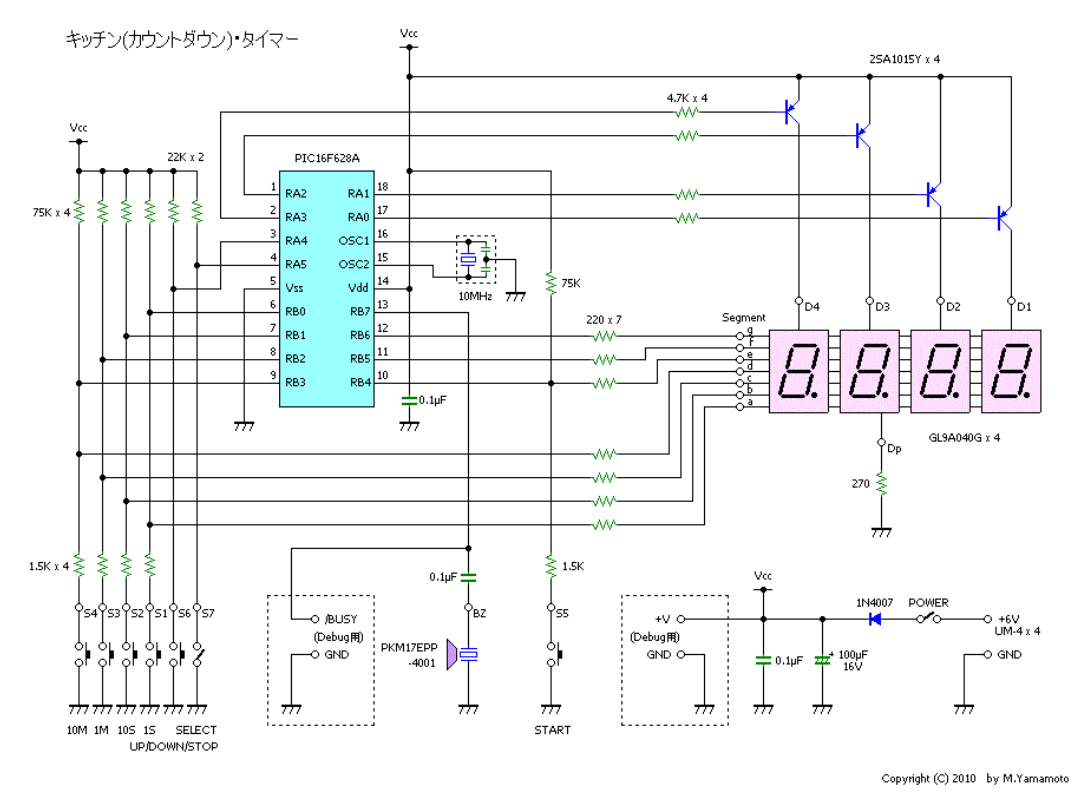 キッチン(カウントダウン)・タイマー
Vcc
2SA1015Y x 4
4.7K x 4
Vcc
22K x 2
PIC16F628A
75K x 4
1 RA2 RA1 18
2 RA3 RA0 17
3 RA4 OSC1 16
4 RA5 OSC2 15
5 Vss Vdd 14
6 RB0 RB7 13
7 RB1 RB6 12
8 RB2 RB5 11
9 RB3 RB4 10
10MHz
75K
D4
D3
D2
D1
220 x 7
Segment
g
f
e
d
c
b
a
0.1μF
GL9A040G x 4
Dp
270
1.5K x 4
0.1μF
1.5K
Vcc
1N4007
POWER
S4
S3
S2
S1
S6
S7
/BUSY
(Debug用)
GND
BZ
PKM17EPP
-4001
S5
+V
(Debug用)
GND
0.1μF
+ 100μF
16V
+6V
UM-4 x 4
GND
10M
1M
10S
1S
SELECT
UP/DOWN/STOP
START
Copyright (C) 2010 by M.Yamamoto